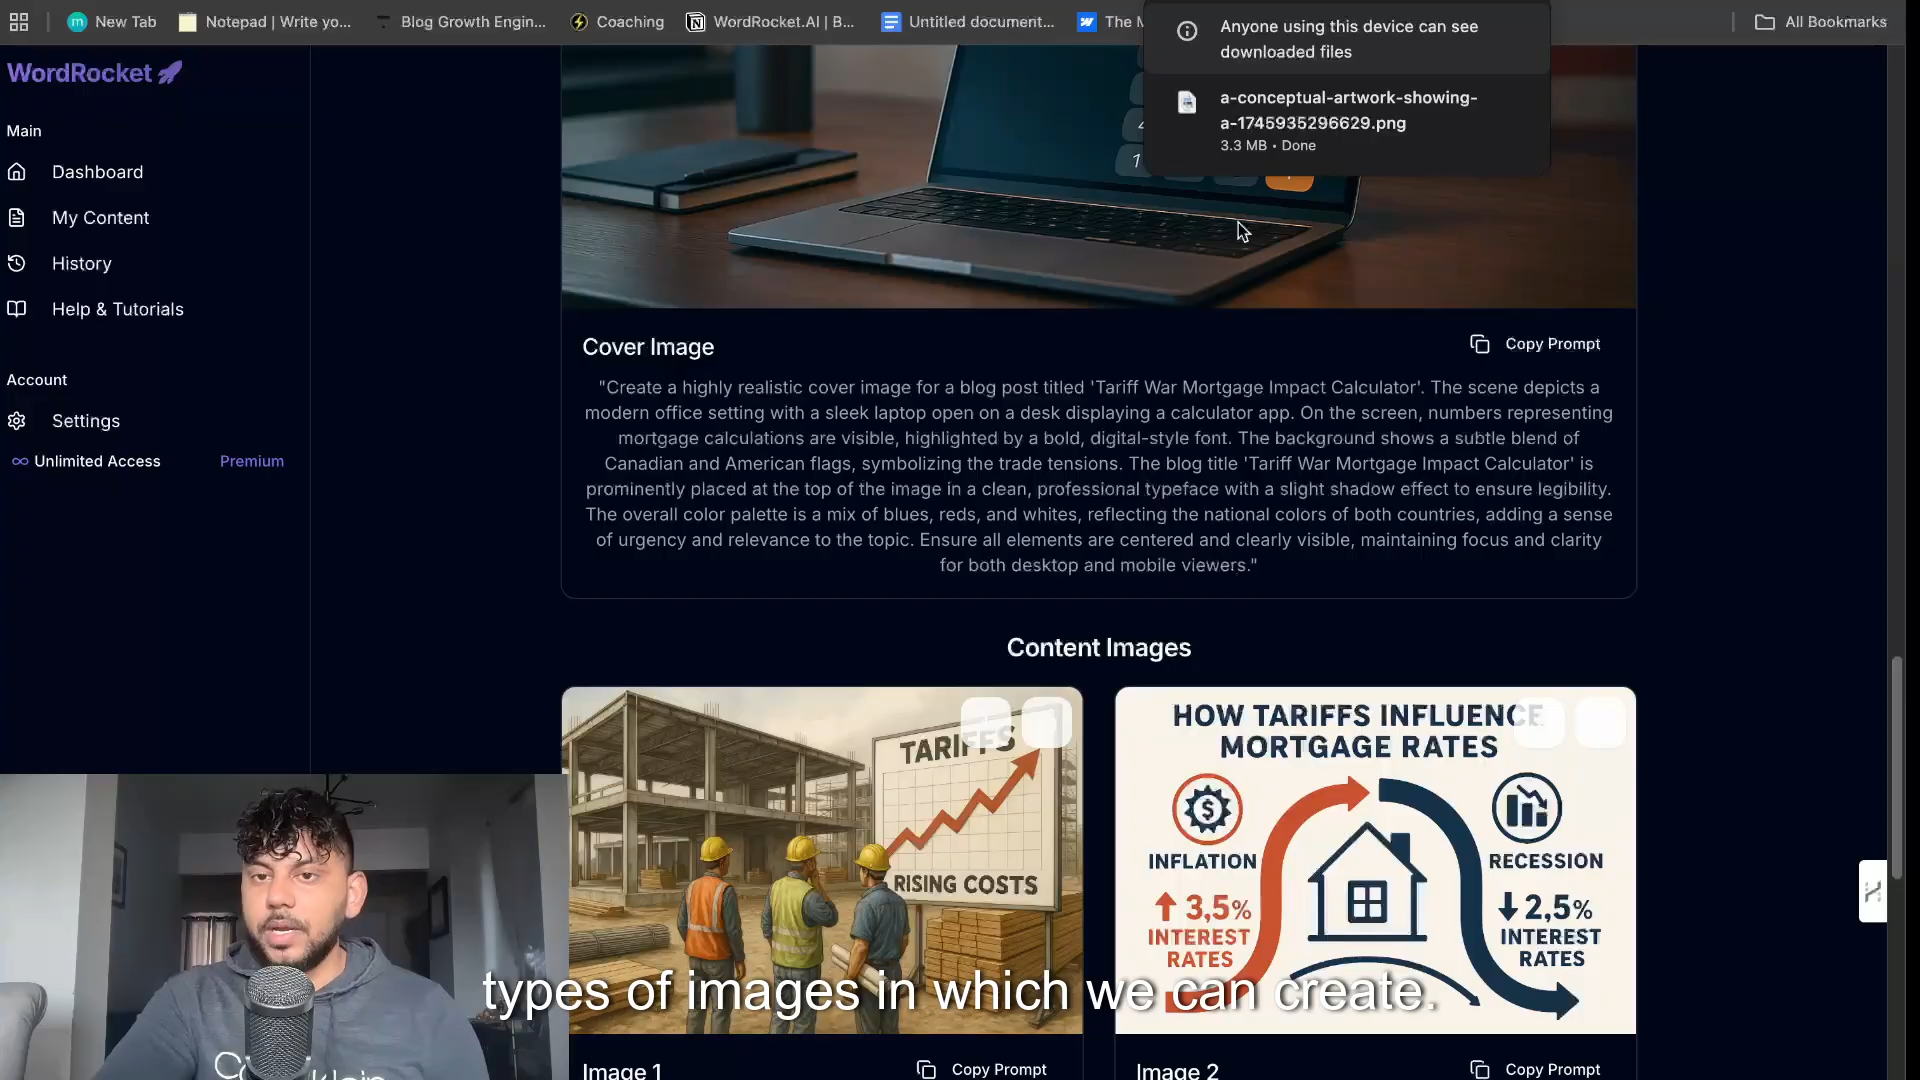 New Tab
Notepad | Write yo...
Blog Growth Engin...
Coaching
WordRocket.AI | B...
Untitled document...
The M
All Bookmarks
Anyone using this device can see
downloaded files
a-conceptual-artwork-showing-
a-1745935296629.png
3.3 MB • Done
WordRocket
Main
Dashboard
My Content
History
Help & Tutorials
Account
Settings
Unlimited Access
Premium
Cover Image
Copy Prompt
"Create a highly realistic cover image for a blog post titled 'Tariff War Mortgage Impact Calculator'. The scene depicts a
modern office setting with a sleek laptop open on a desk displaying a calculator app. On the screen, numbers representing
mortgage calculations are visible, highlighted by a bold, digital-style font. The background shows a subtle blend of
Canadian and American flags, symbolizing the trade tensions. The blog title 'Tariff War Mortgage Impact Calculator' is
prominently placed at the top of the image in a clean, professional typeface with a slight shadow effect to ensure legibility.
The overall color palette is a mix of blues, reds, and whites, reflecting the national colors of both countries, adding a sense
of urgency and relevance to the topic. Ensure all elements are centered and clearly visible, maintaining focus and clarity
for both desktop and mobile viewers."
Content Images
TARIFFS
RISING COSTS
HOW TARIFFS INFLUENCE
MORTGAGE RATES
INFLATION
3,5%
INTEREST
RATES
RECESSION
2,5%
INTEREST
RATES
types of images in which we can create.
Image 1
Copy Prompt
Image 2
Copy Prompt